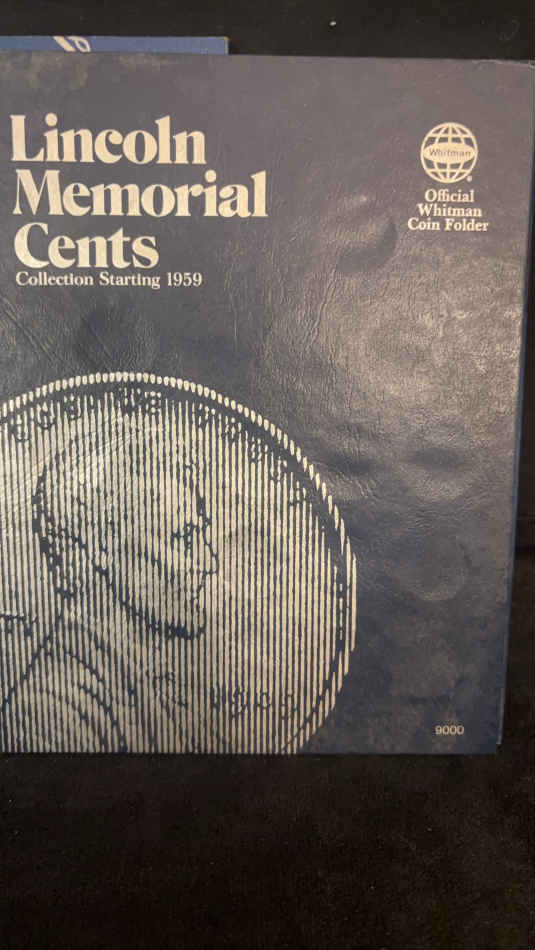 Lincoln
Memorial
Cents
Collection Starting 1959
Whitman
Official
Whitman
Coin Folder
9000